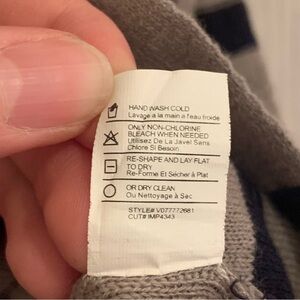 HAND WASH COLD
Lavage a la main a l'eau froide
ONLY NON-CHLORINE
BLEACH WHEN NEEDED
Utilisez De La Javel Sans
Chlore Si Besoin
RE-SHAPE AND LAY FLAT
TO DRY
Re-Forme Et Sécher à Plat
OR DRY CLEAN
Ou Nettoyage à Sec
STYLE# V077772681
CUT# IMP4343